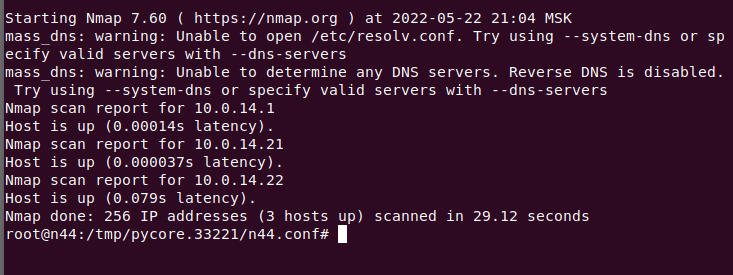 Starting Nmap 7.60 ( https://nmap.org ) at 2022-05-22 21:04 MSK
mass_dns: warning: Unable to open /etc/resolv.conf. Try using --system-dns or sp
ecify valid servers with --dns-servers
mass_dns: warning: Unable to determine any DNS servers. Reverse DNS is disabled.
 Try using --system-dns or specify valid servers with --dns-servers
Nmap scan report for 10.0.14.1
Host is up (0.00014s latency).
Nmap scan report for 10.0.14.21
Host is up (0.000037s latency).
Nmap scan report for 10.0.14.22
Host is up (0.079s latency).
Nmap done: 256 IP addresses (3 hosts up) scanned in 29.12 seconds
root@n44:/tmp/pycore.33221/n44.conf#